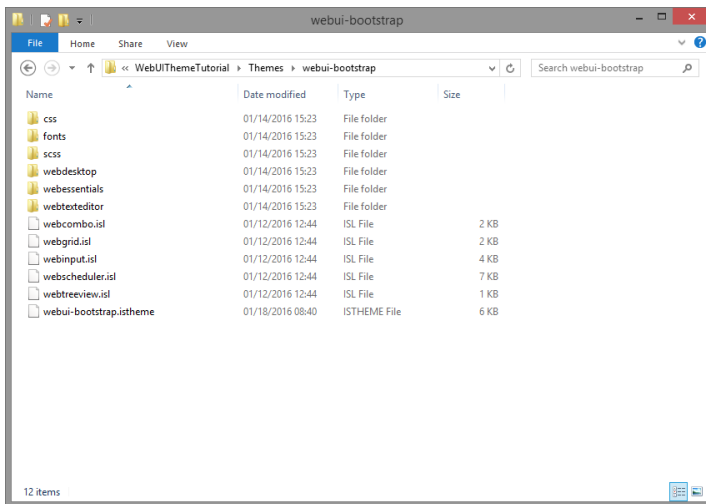 webui-bootstrap
File Home Share View
« WebUIThemeTutorial Themes webui-bootstrap Search webui-bootstrap
Name Date modified Type Size
css 01/14/2016 15:23 File folder
fonts 01/14/2016 15:23 File folder
scss 01/14/2016 15:23 File folder
webdesktop 01/14/2016 15:23 File folder
webessentials 01/14/2016 15:23 File folder
webtexteditor 01/14/2016 15:23 File folder
webcombo.isl 01/12/2016 12:44 ISL File 2 KB
webgrid.isl 01/12/2016 12:44 ISL File 2 KB
webinput.isl 01/12/2016 12:44 ISL File 4 KB
webscheduler.isl 01/12/2016 12:44 ISL File 7 KB
webtreeview.isl 01/12/2016 12:44 ISL File 1 KB
webui-bootstrap.istheme 01/18/2016 08:40 ISTHEME File 6 KB
12 items